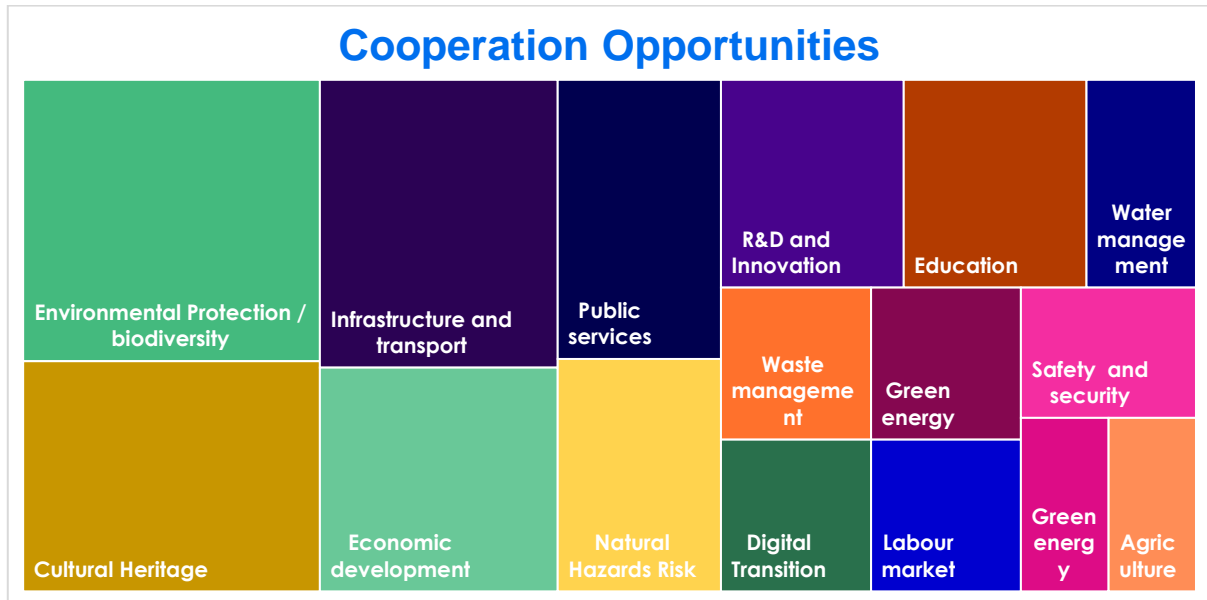 Cooperation Opportunities
Environmental Protection /
biodiversity
Cultural Heritage
Infrastructure and
transport
Economic
development
Public
services
Natural
Hazards Risk
R&D and
Innovation
Education
Water
manage
ment
Waste
manageme
nt
Green
energy
Safety and
security
Digital
Transition
Labour
market
Green
energ
y
Agric
ulture